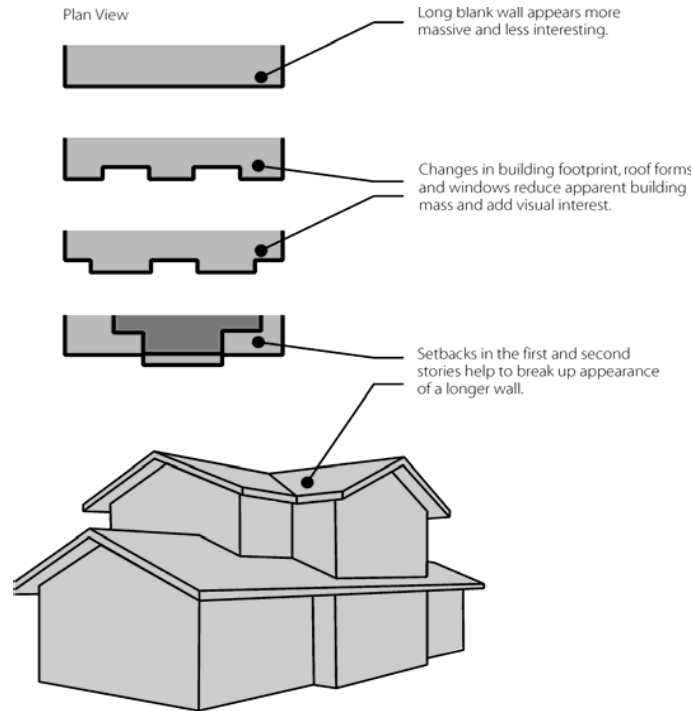 Plan View
Long blank wall appears more
massive and less interesting.
Changes in building footprint, roof forms
and windows reduce apparent building
mass and add visual interest.
Setbacks in the first and second
stories help to break up appearance
of a longer wall.